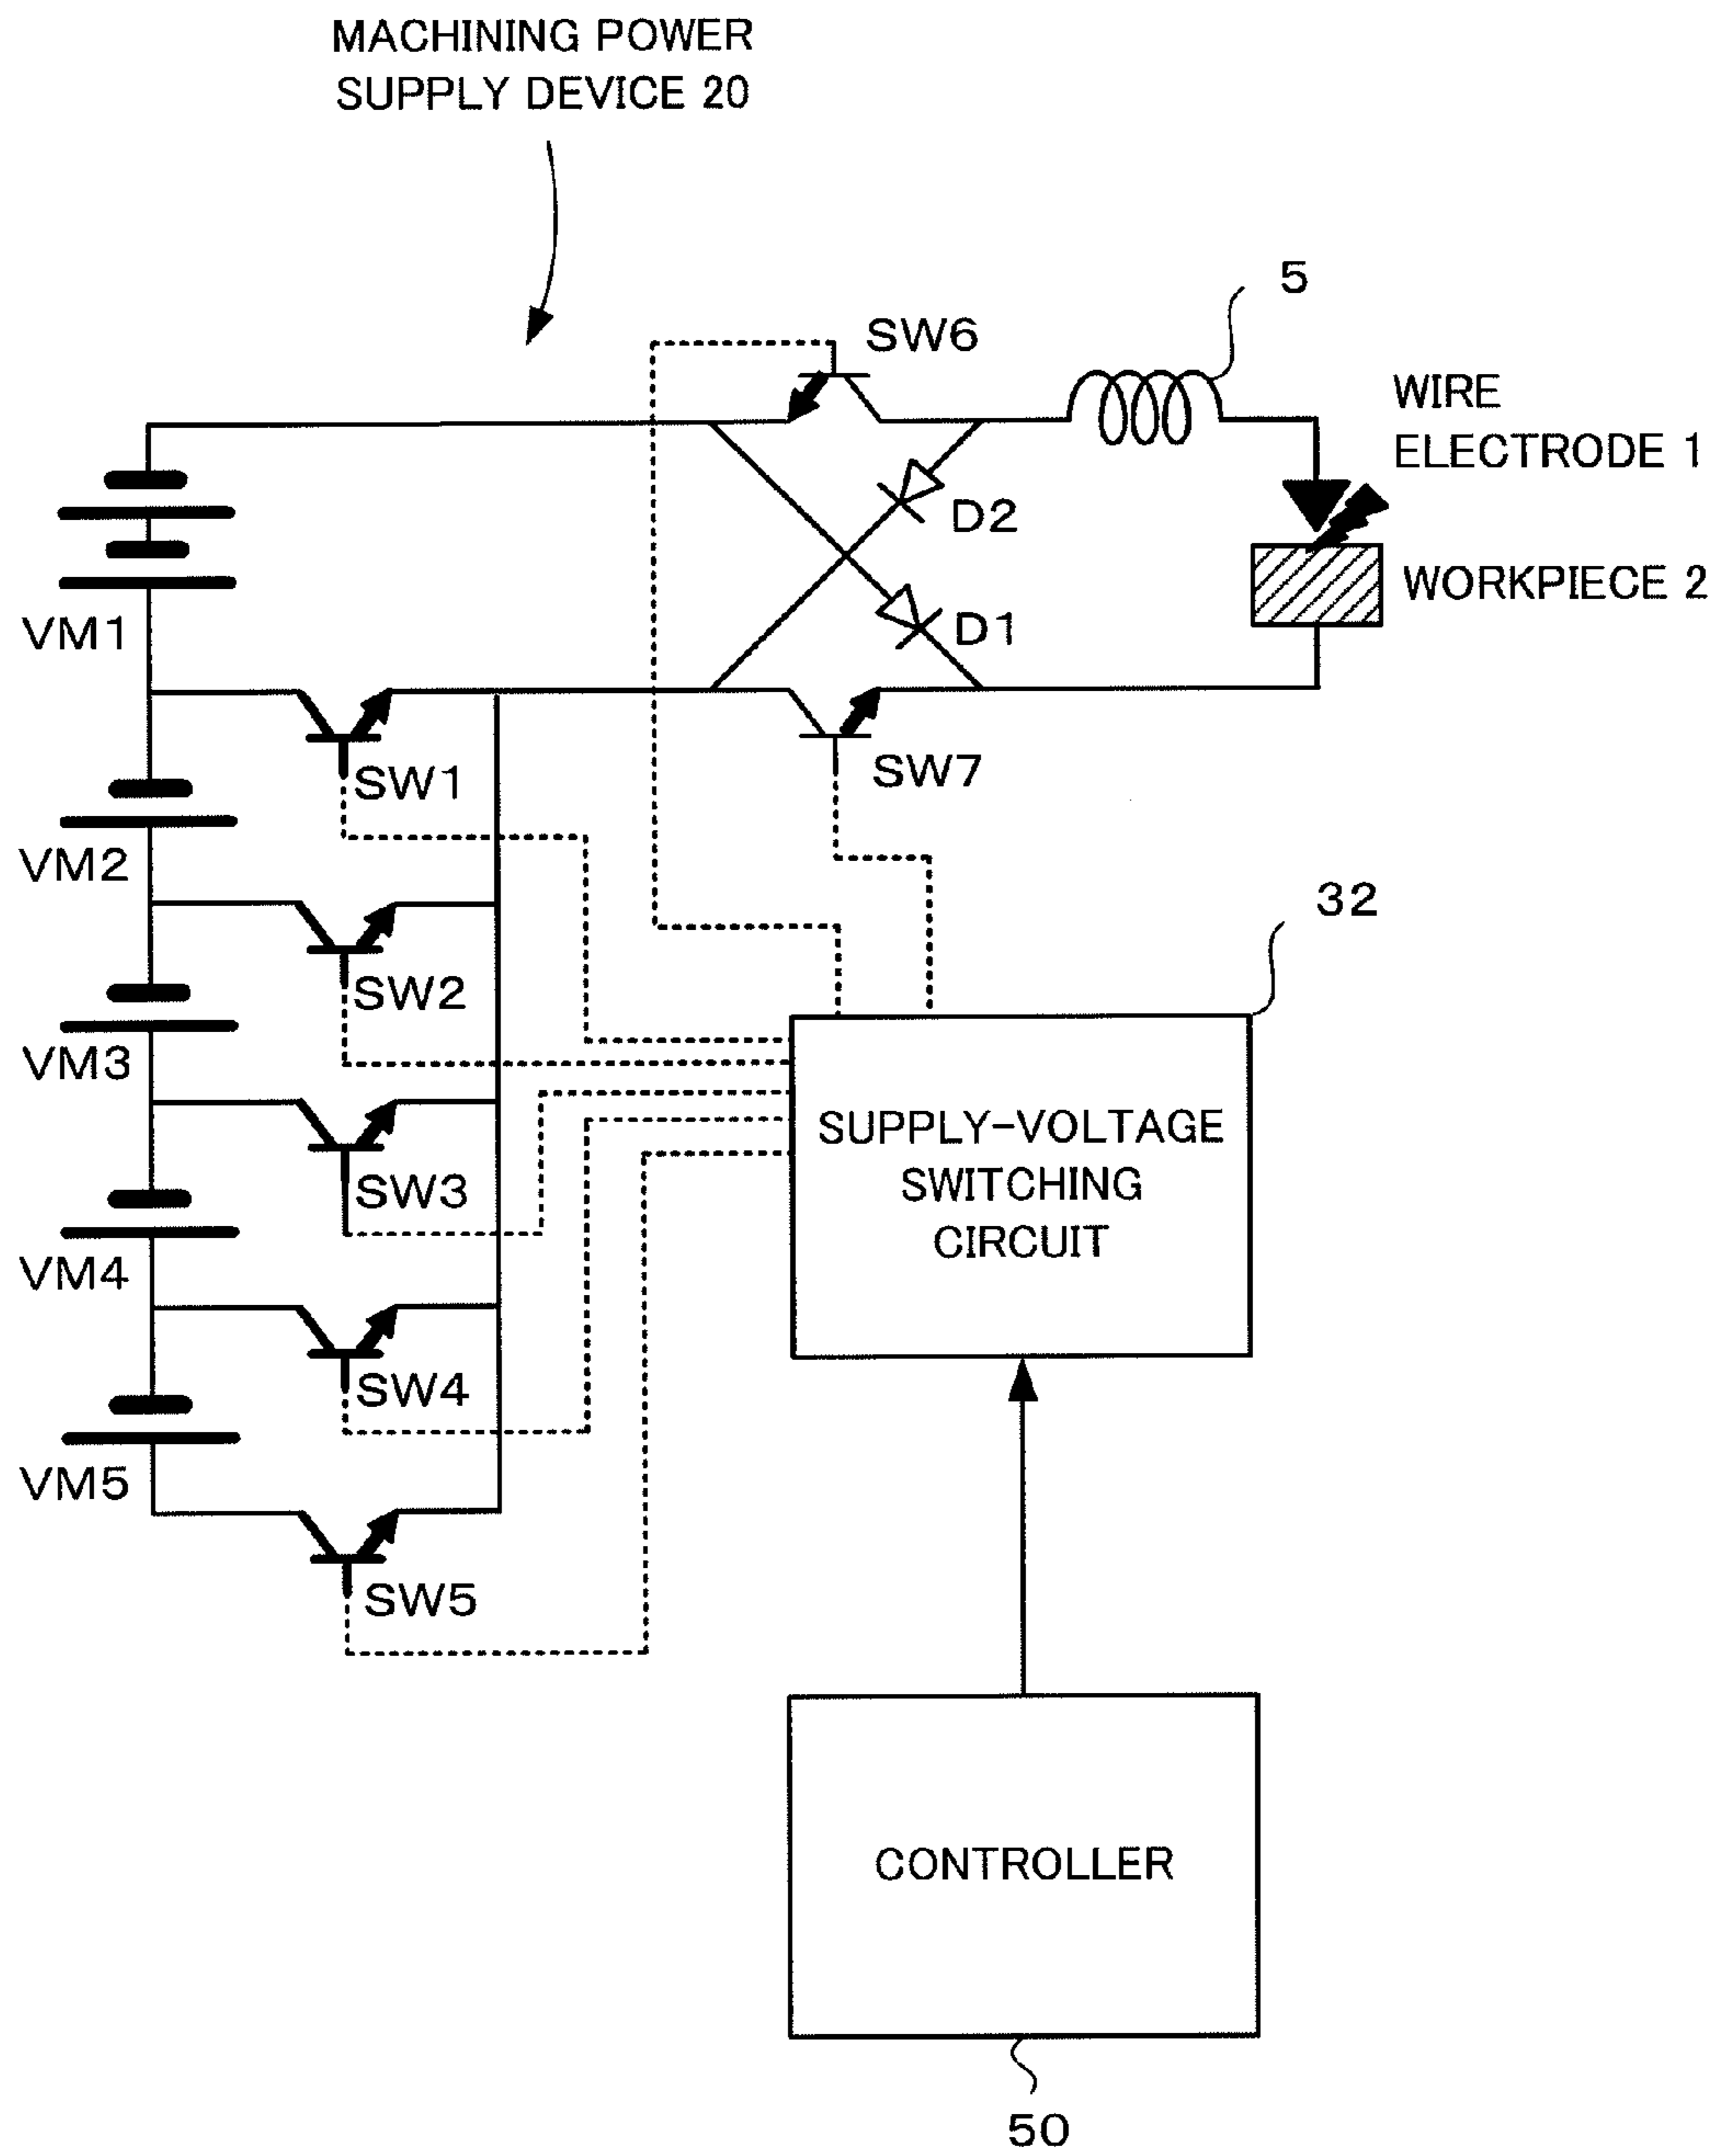 MACHINING POWER
SUPPLY DEVICE 20
5
SW6
WIRE
ELECTRODE 1
D2
WORKPIECE 2
VM1
D1
SW1
SW7
VM2
32
SW2
VM3
SUPPLY-VOLTAGE
SWITCHING
CIRCUIT
SW3
VM4
SW4
VM5
SW5
CONTROLLER
50